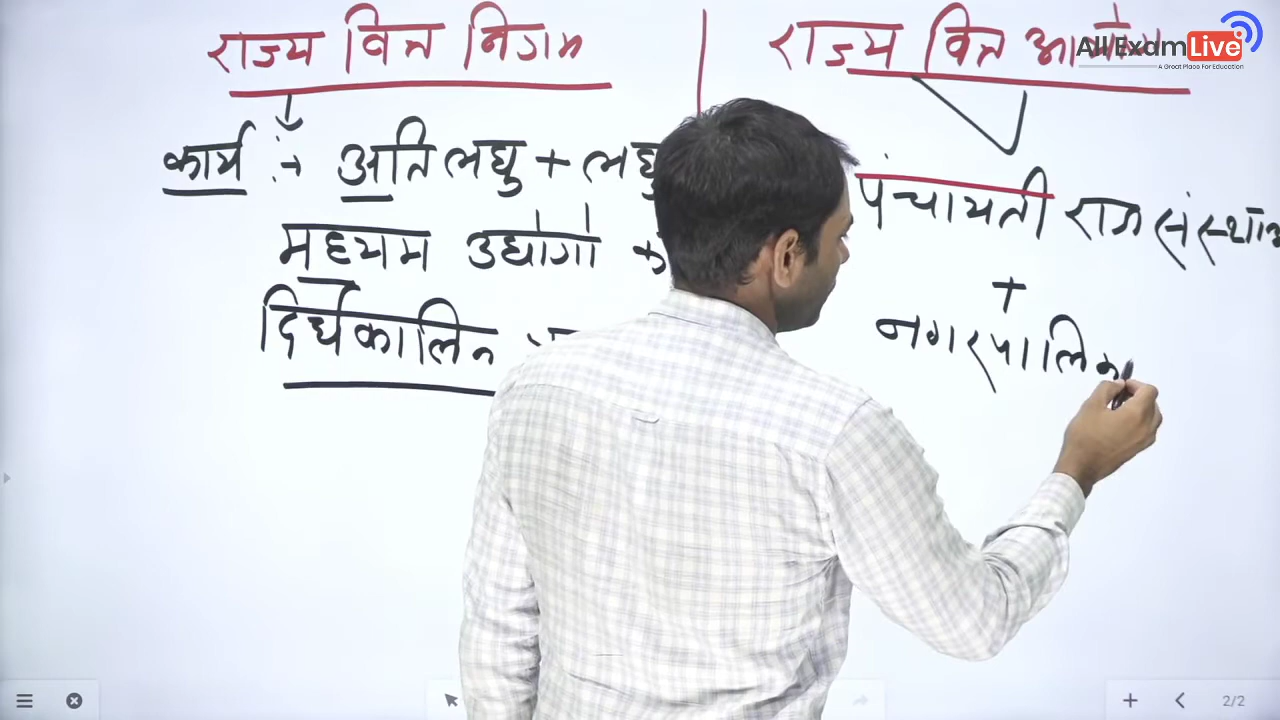 राज्य वित्त निगम
कार्य :→ अति लघु + लघु
मध्यम उद्योगों
दिर्घकालिन
राज्य वित्त
पंचायती राज
+
नगरपालि
All Exam Live
A Great Place For Education
2/2